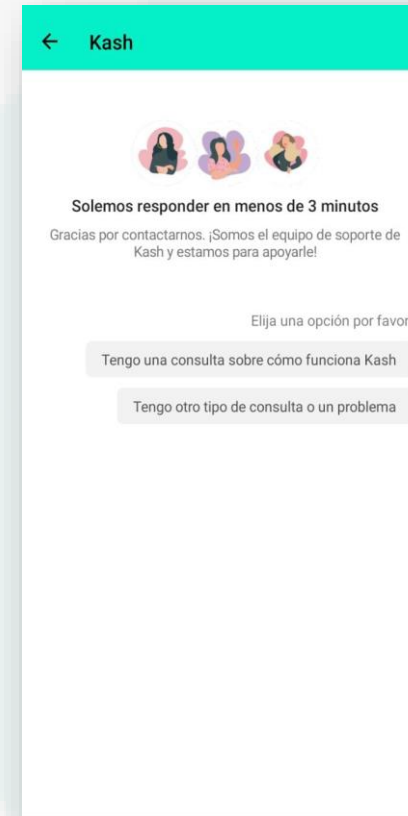 Kash
Solemos responder en menos de 3 minutos
Gracias por contactarnos. ¡Somos el equipo de soporte de
Kash y estamos para apoyarle!
Elija una opción por favor
Tengo una consulta sobre cómo funciona Kash
Tengo otro tipo de consulta o un problema